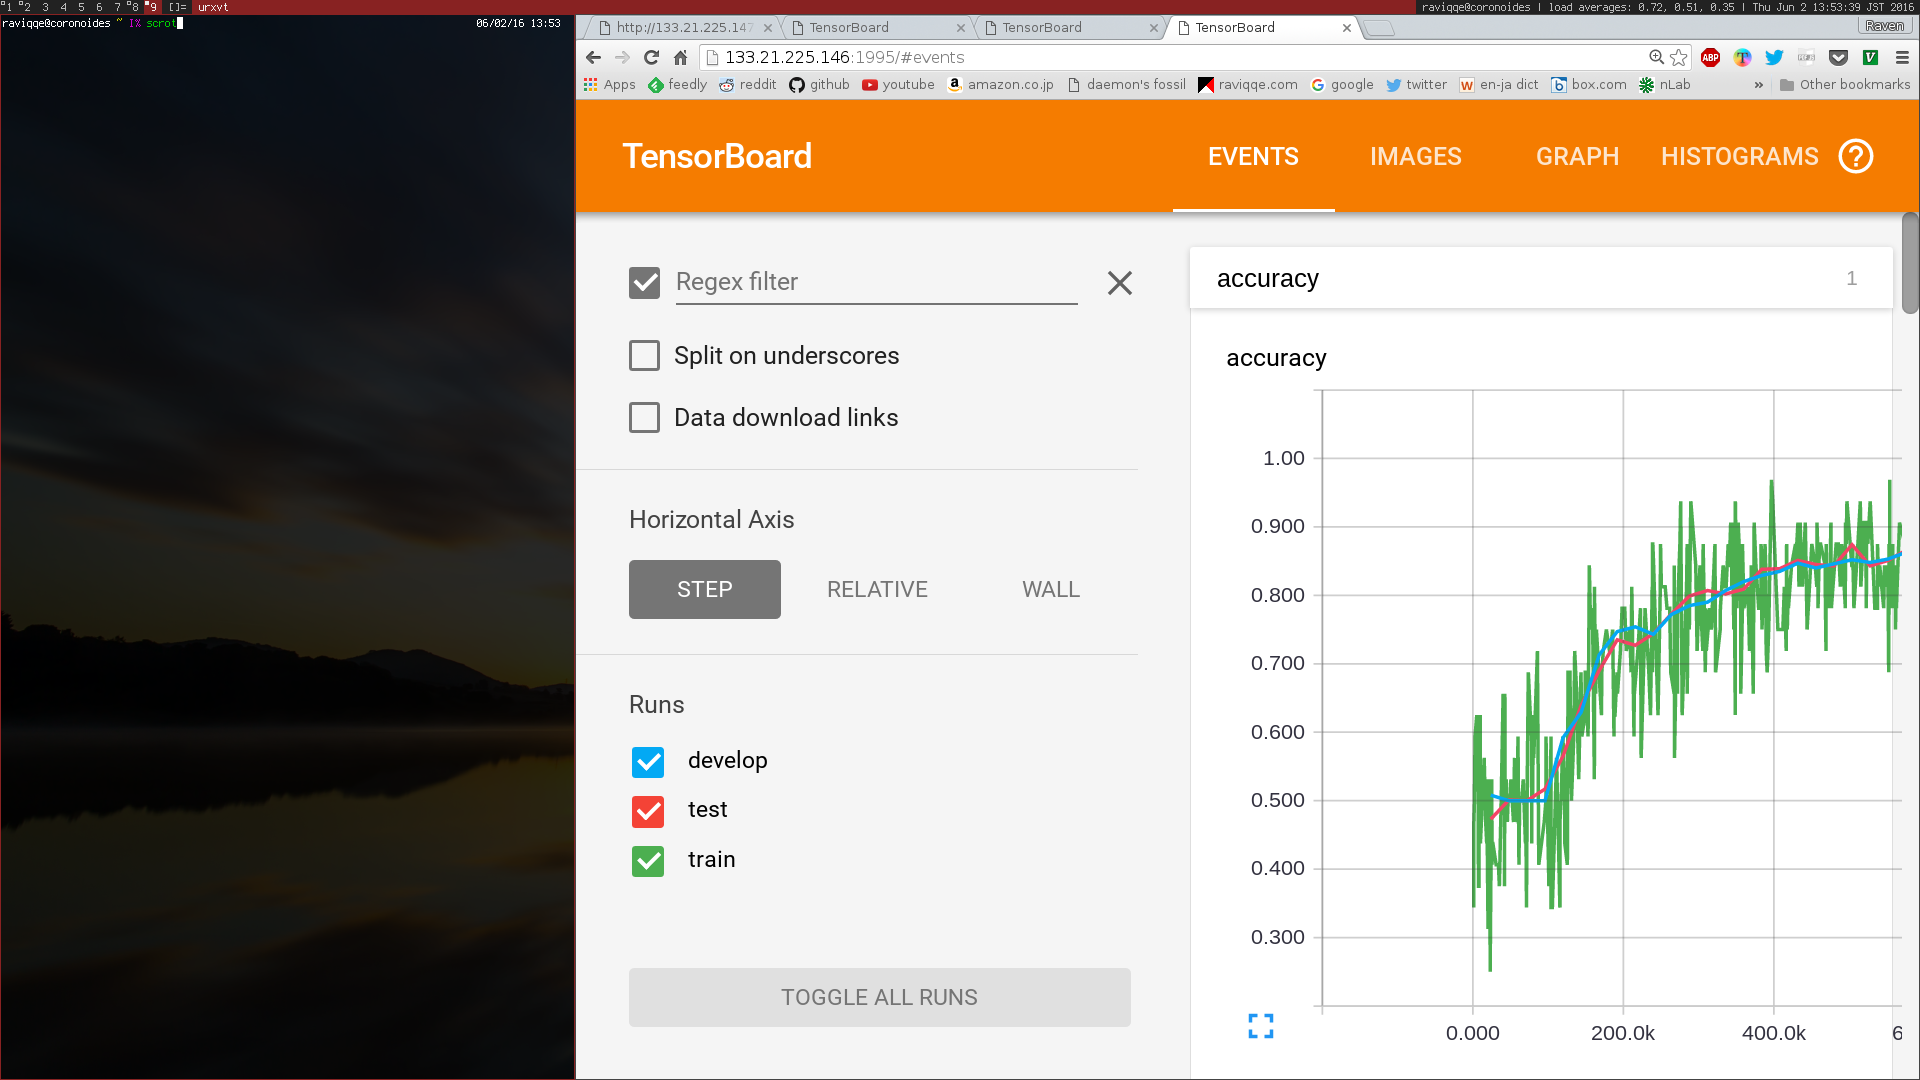 1 2 3 4 5 6 7 8 9 []= urxvt
raviqqe@coronoides | load averages: 0.72, 0.51, 0.35 | Thu Jun 2 13:53:39 JST 2016
raviqqe@coronoides ~ I% scrot
06/02/16 13:53
http://133.21.225.147
TensorBoard
TensorBoard
TensorBoard
Raven
133.21.225.146:1995/#events
ABP
Apps feedly reddit github youtube amazon.co.jp daemon's fossil raviqqe.com google twitter en-ja dict box.com nLab » Other bookmarks
TensorBoard
EVENTS IMAGES GRAPH HISTOGRAMS ?
Regex filter
Split on underscores
Data download links
Horizontal Axis
STEP RELATIVE WALL
Runs
develop
test
train
TOGGLE ALL RUNS
accuracy 1
accuracy
1.00
0.900
0.800
0.700
0.600
0.500
0.400
0.300
0.000 200.0k 400.0k 6